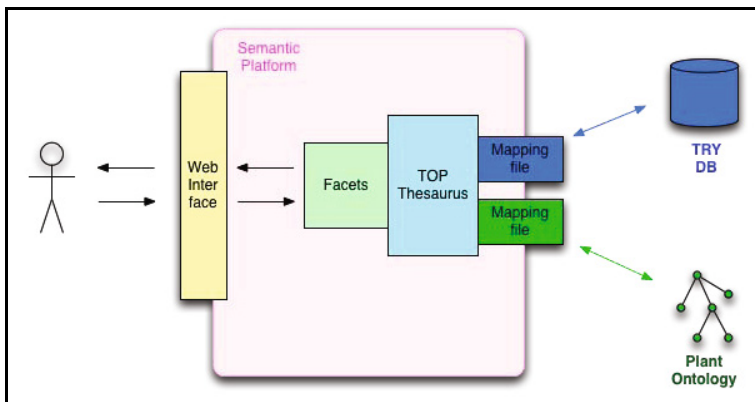 Semantic
Platform
Web
Inter
face
Facets
TOP
Thesaurus
Mapping
file
Mapping
file
TRY
DB
Plant
Ontology